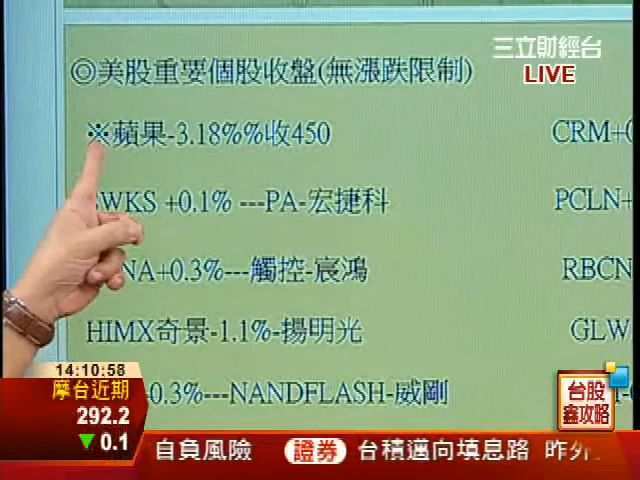 三立財經台
LIVE
◎美股重要個股收盤(無漲跌限制)
※蘋果-3.18%%收450
CRM+
WKS +0.1% ---PA-宏捷科
PCLN+
NA+0.3%---觸控-宸鴻
RBCN
HIMX奇景-1.1%-揚明光
GLW
-0.3%---NANDFLASH-威剛
14:10:58
摩台近期
292.2
▼0.1
台股
鑫攻略
自負風險 證券 台積邁向填息路 昨外